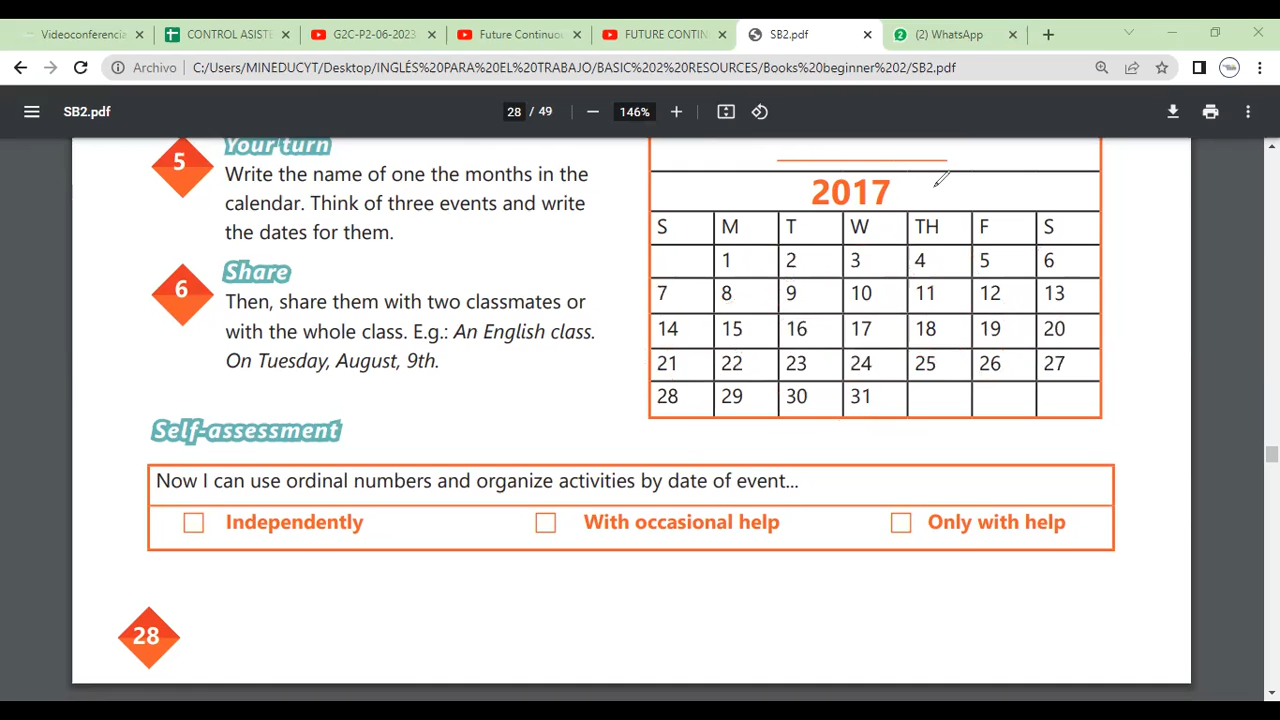 Videoconferencia
CONTROL ASISTE
G2C-P2-06-2023
Future Continuou
FUTURE CONTIN
SB2.pdf
(2) WhatsApp
Archivo
C:/Users/MINEDUCYT/Desktop/INGLÉS%20PARA%20EL%20TRABAJO/BASIC%202%20RESOURCES/Books%20beginner%202/SB2.pdf
SB2.pdf
28 / 49
146%
5
Your turn
Write the name of one the months in the
calendar. Think of three events and write
the dates for them.
6
Share
Then, share them with two classmates or
with the whole class. E.g.: An English class.
On Tuesday, August, 9th.
2017
S M T W TH F S
1 2 3 4 5 6
7 8 9 10 11 12 13
14 15 16 17 18 19 20
21 22 23 24 25 26 27
28 29 30 31
Self-assessment
Now I can use ordinal numbers and organize activities by date of event...
Independently With occasional help Only with help
28